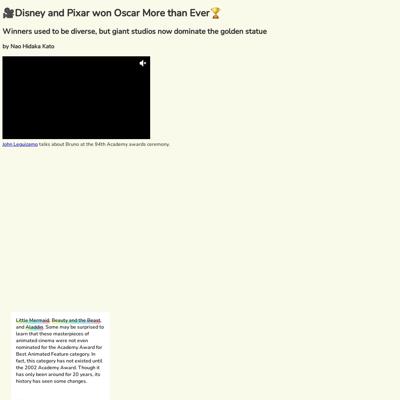 🎥Disney and Pixar won Oscar More than Ever🏆
Winners used to be diverse, but giant studios now dominate the golden statue
by Nao Hidaka Kato
John Leguizamo talks about Bruno at the 94th Academy awards ceremony.
Little Mermaid, Beauty and the Beast,
and Aladdin. Some may be surprised to
learn that these masterpieces of
animated cinema were not even
nominated for the Academy Award for
Best Animated Feature category. In
fact, this category has not existed until
the 2002 Academy Award. Though it
has only been around for 20 years, its
history has seen some changes.